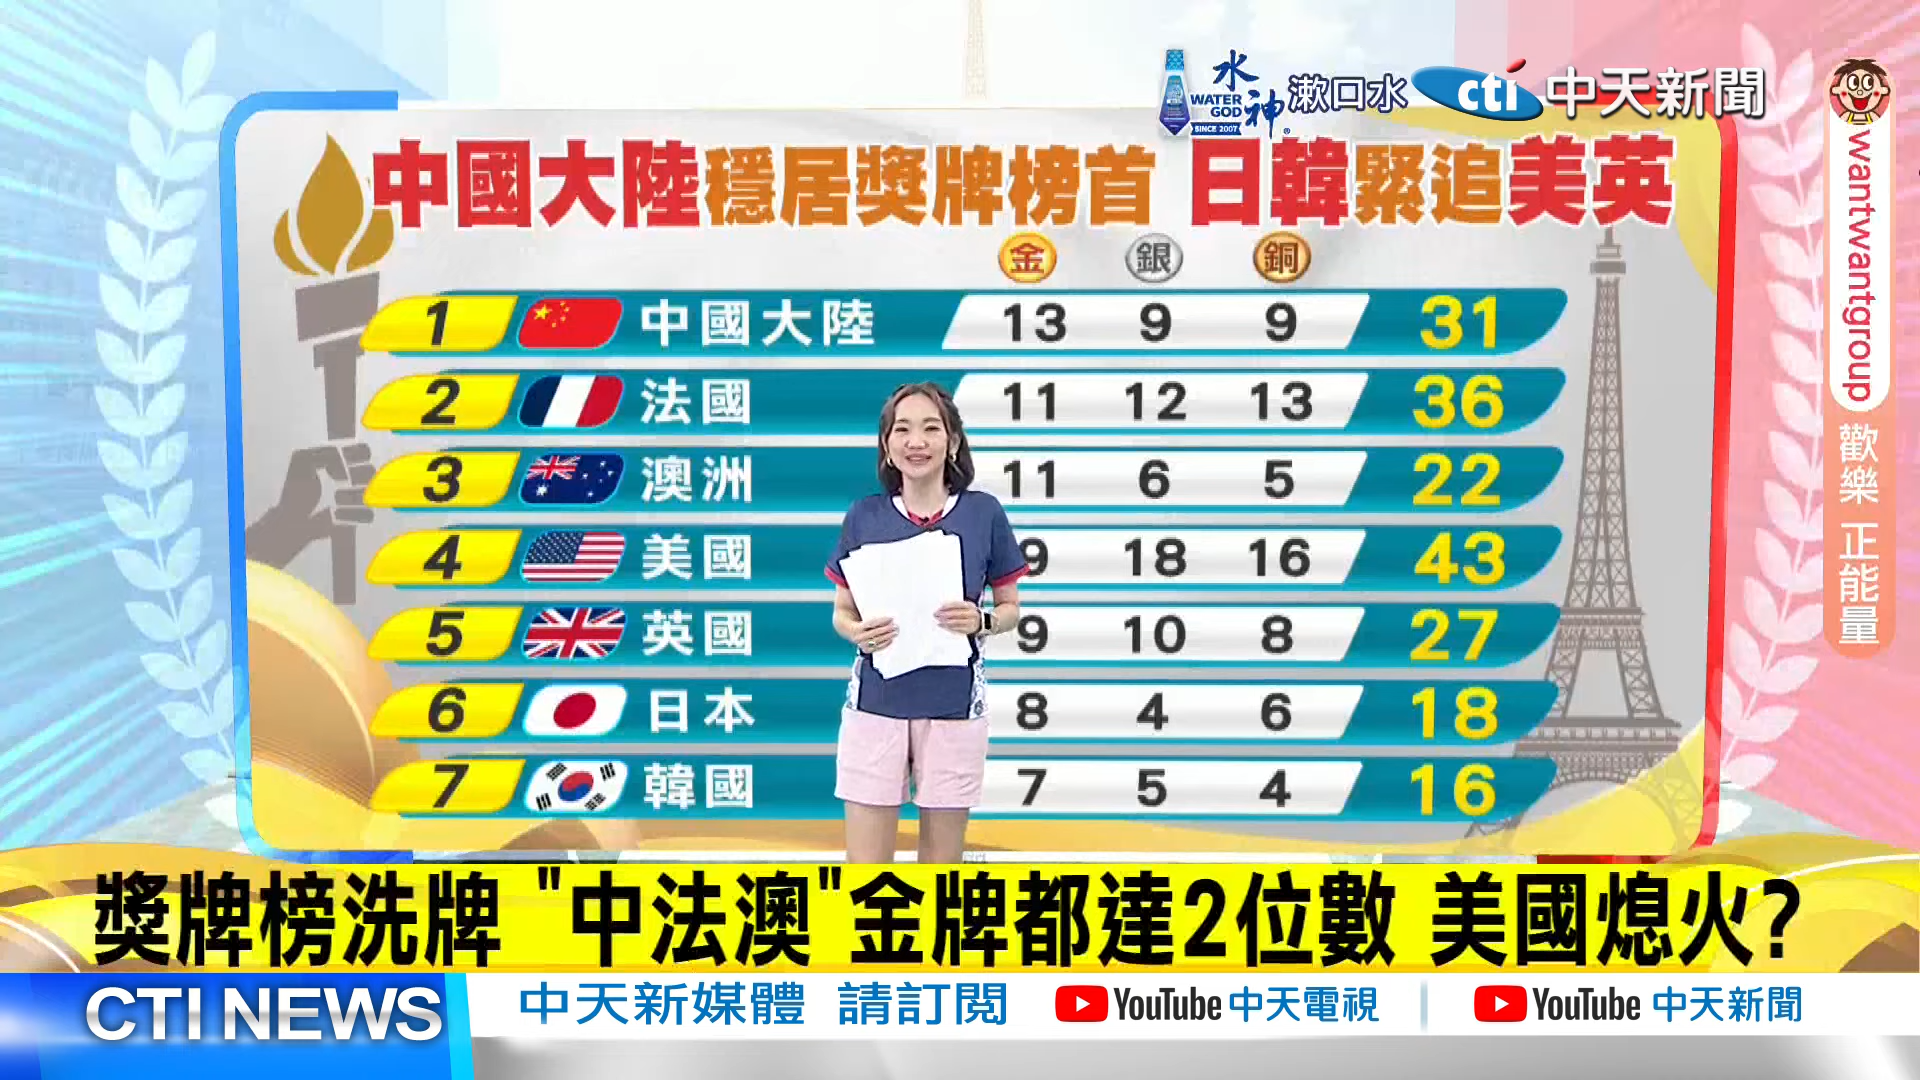 水神 WATER GOD SINCE 2007 ® 漱口水 cti 中天新聞
中國大陸穩居獎牌榜首 日韓緊追美英
金 銀 銅
1 中國大陸 13 9 9 31
2 法國 11 12 13 36
3 澳洲 11 6 5 22
4 美國 9 18 16 43
5 英國 9 10 8 27
6 日本 8 4 6 18
7 韓國 7 5 4 16
wantwantgroup
歡樂 正能量
獎牌榜洗牌 "中法澳"金牌都達2位數 美國熄火?
CTI NEWS 中天新媒體 請訂閱 YouTube 中天電視 | YouTube 中天新聞